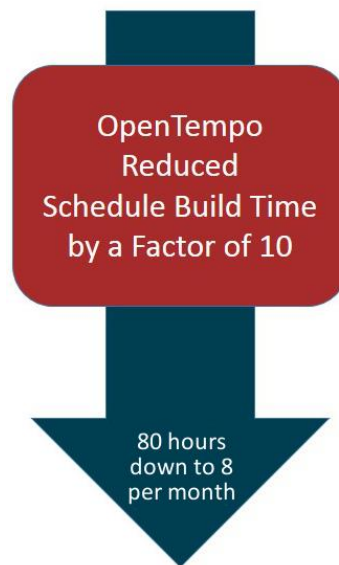 OpenTempo
Reduced
Schedule Build Time
by a Factor of 10
80 hours
down to 8
per month